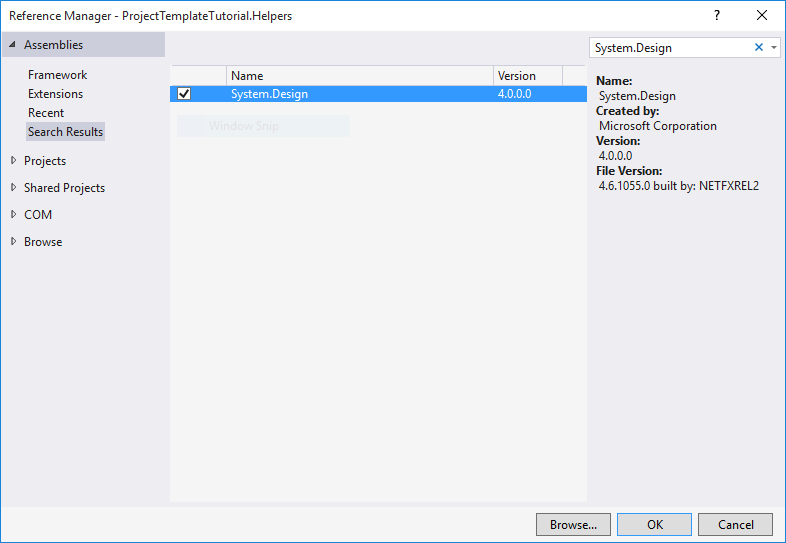 Reference Manager - ProjectTemplateTutorial.Helpers
?
Assemblies
Framework
Extensions
Recent
Search Results
Projects
Shared Projects
COM
Browse
Name Version
System.Design 4.0.0.0
Window Snip
System.Design
Name:
System.Design
Created by:
Microsoft Corporation
Version:
4.0.0.0
File Version:
4.6.1055.0 built by: NETFXREL2
Browse... OK Cancel